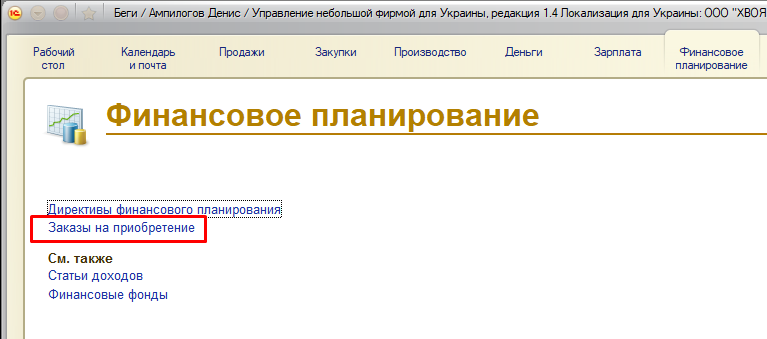 Беги / Ампилогов Денис / Управление небольшой фирмой для Украины, редакция 1.4 Локализация для Украины: ООО "ХВОЯ
Рабочий стол
Календарь и почта
Продажи
Закупки
Производство
Деньги
Зарплата
Финансовое планирование
Финансовое планирование
Директивы финансового планирования
Заказы на приобретение
См. также
Статьи доходов
Финансовые фонды